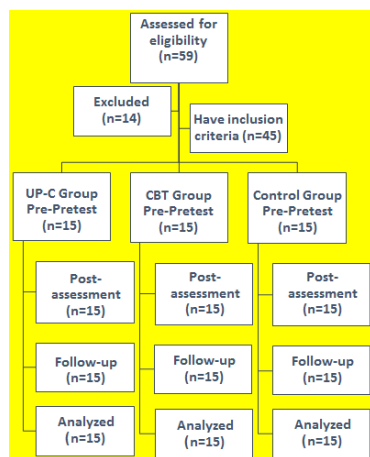 Assessed for
eligibility
(n=59)
Excluded
(n=14)
Have inclusion
criteria (n=45)
UP-C Group
Pre-Pretest
(n=15)
CBT Group
Pre-Pretest
(n=15)
Control Group
Pre-Pretest
(n=15)
Post-
assessment
(n=15)
Post-
assessment
(n=15)
Post-
assessment
(n=15)
Follow-up
(n=15)
Follow-up
(n=15)
Follow-up
(n=15)
Analyzed
(n=15)
Analyzed
(n=15)
Analyzed
(n=15)